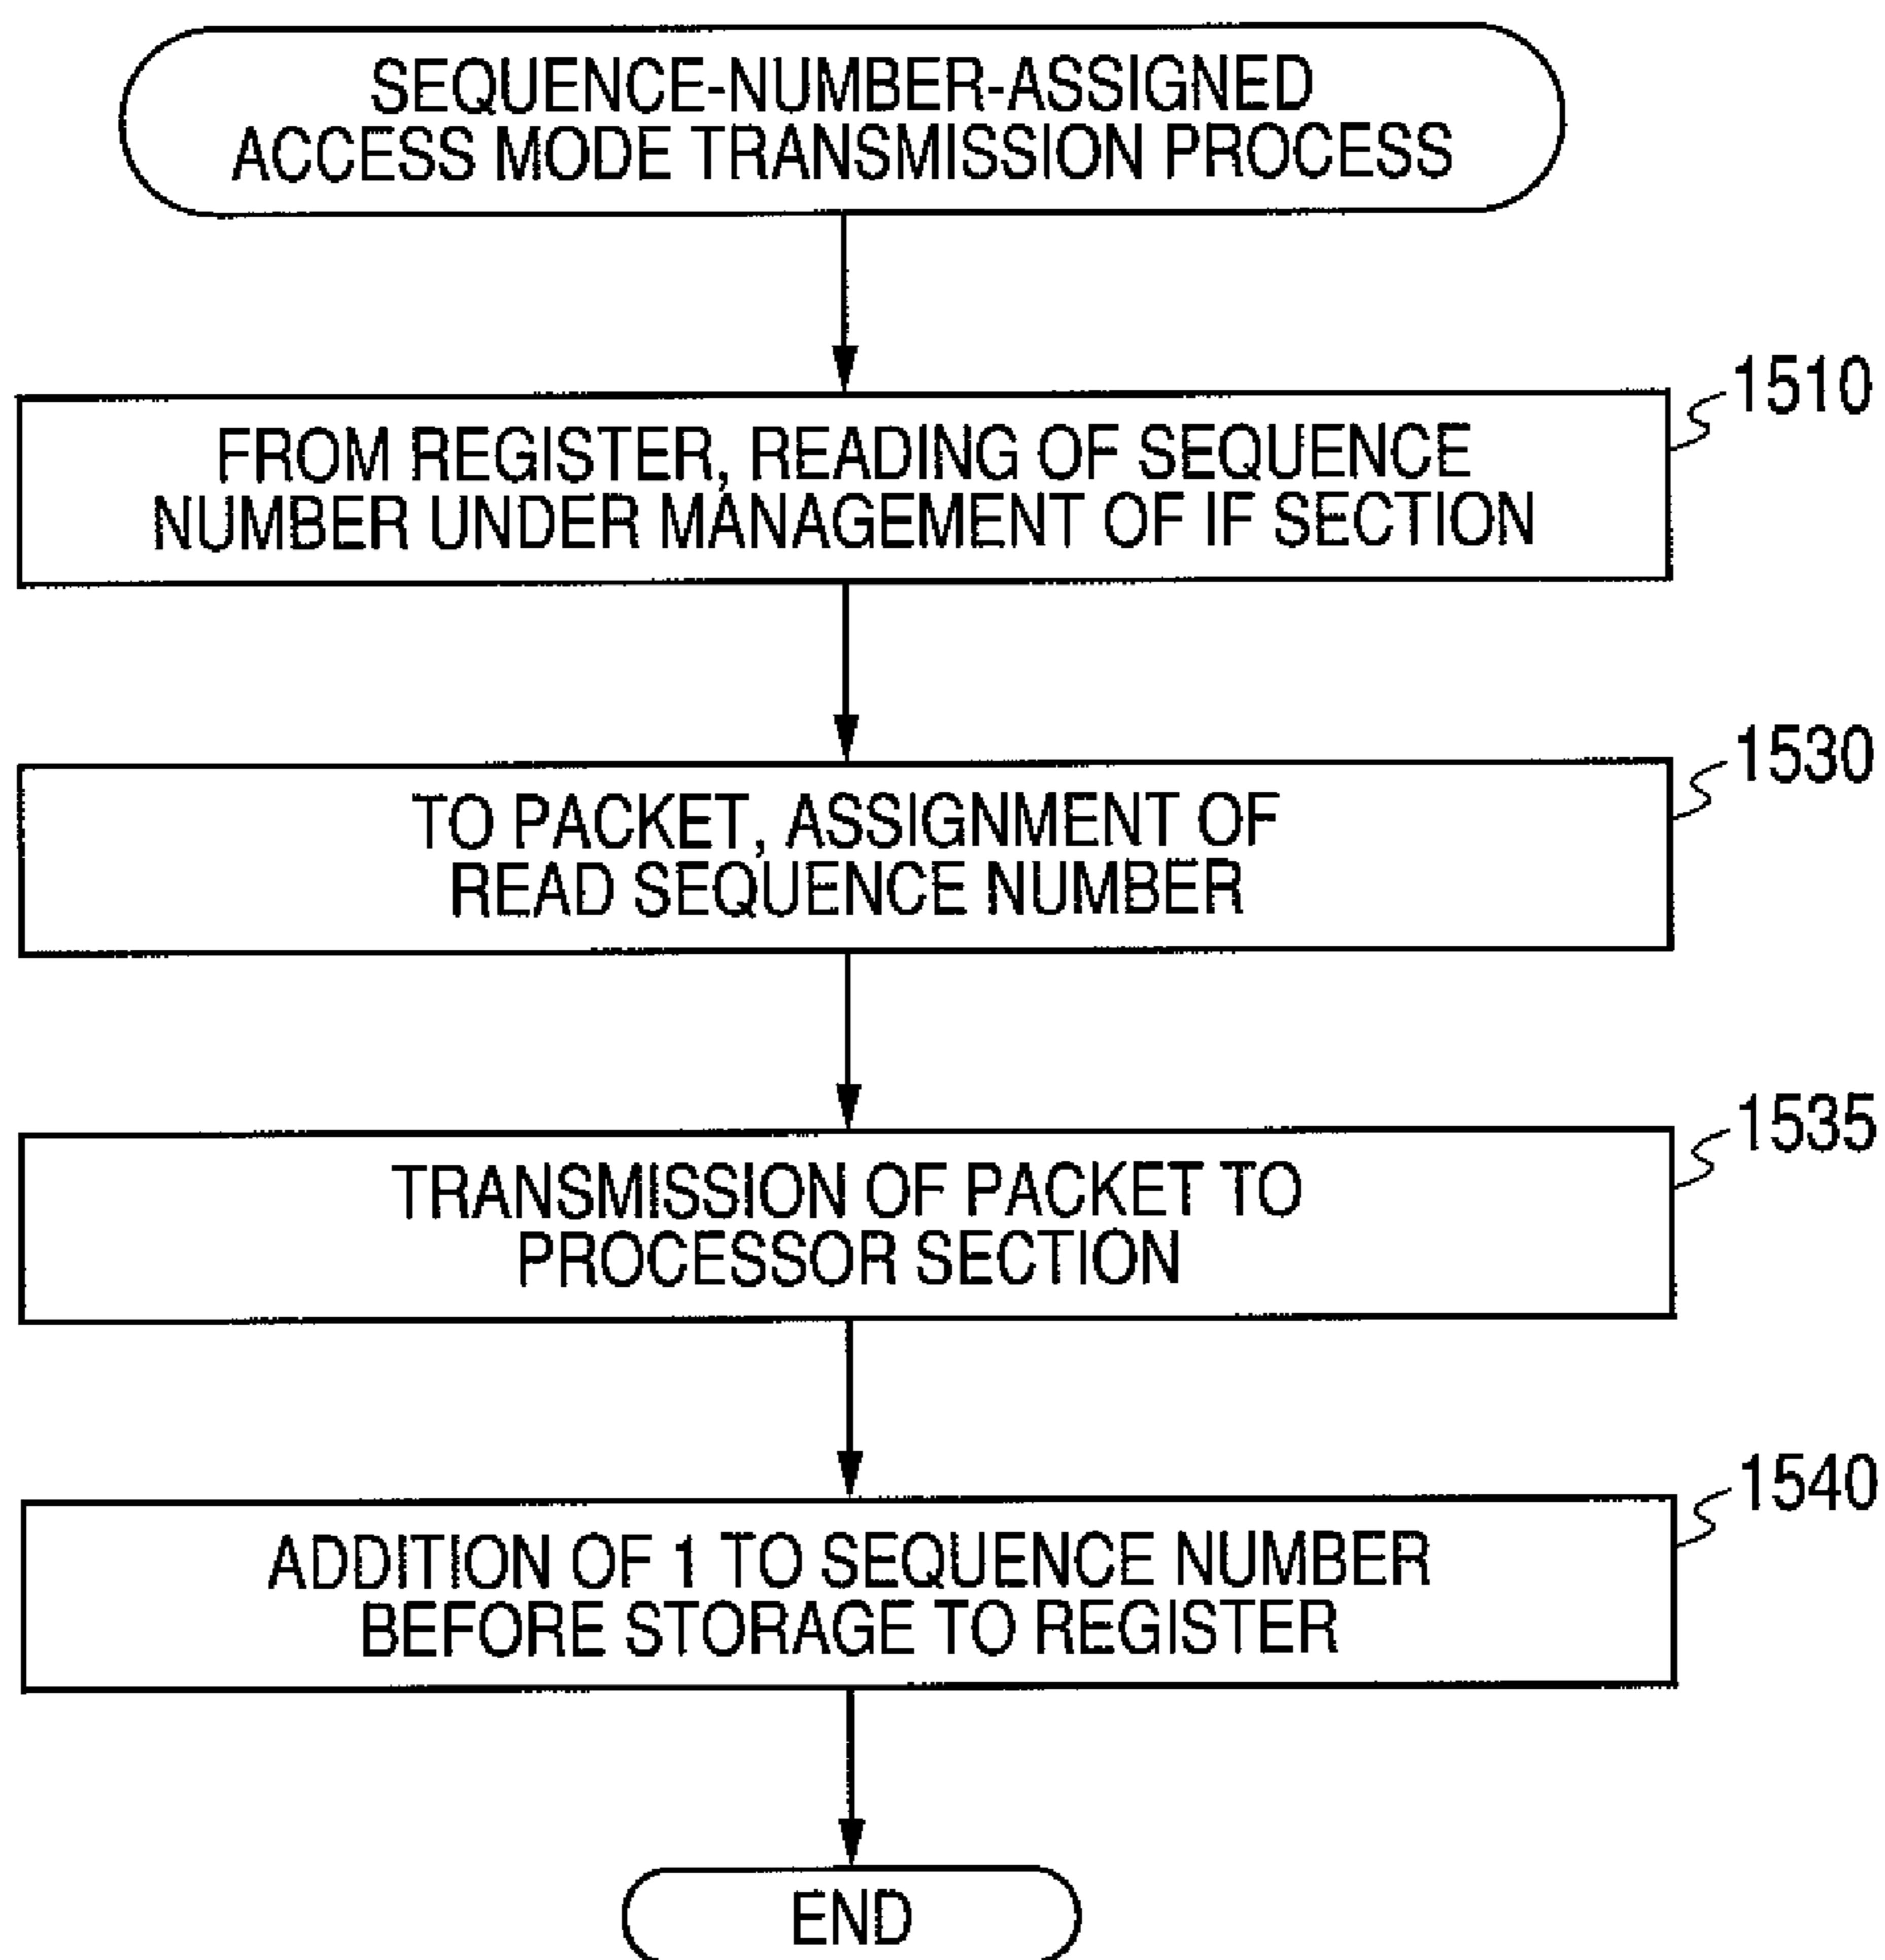 SEQUENCE-NUMBER-ASSIGNED
ACCESS MODE TRANSMISSION PROCESS
1510
FROM REGISTER, READING OF SEQUENCE
NUMBER UNDER MANAGEMENT OF IF SECTION
1530
TO PACKET, ASSIGNMENT OF
READ SEQUENCE NUMBER
1535
TRANSMISSION OF PACKET TO
PROCESSOR SECTION
1540
ADDITION OF 1 TO SEQUENCE NUMBER
BEFORE STORAGE TO REGISTER
END